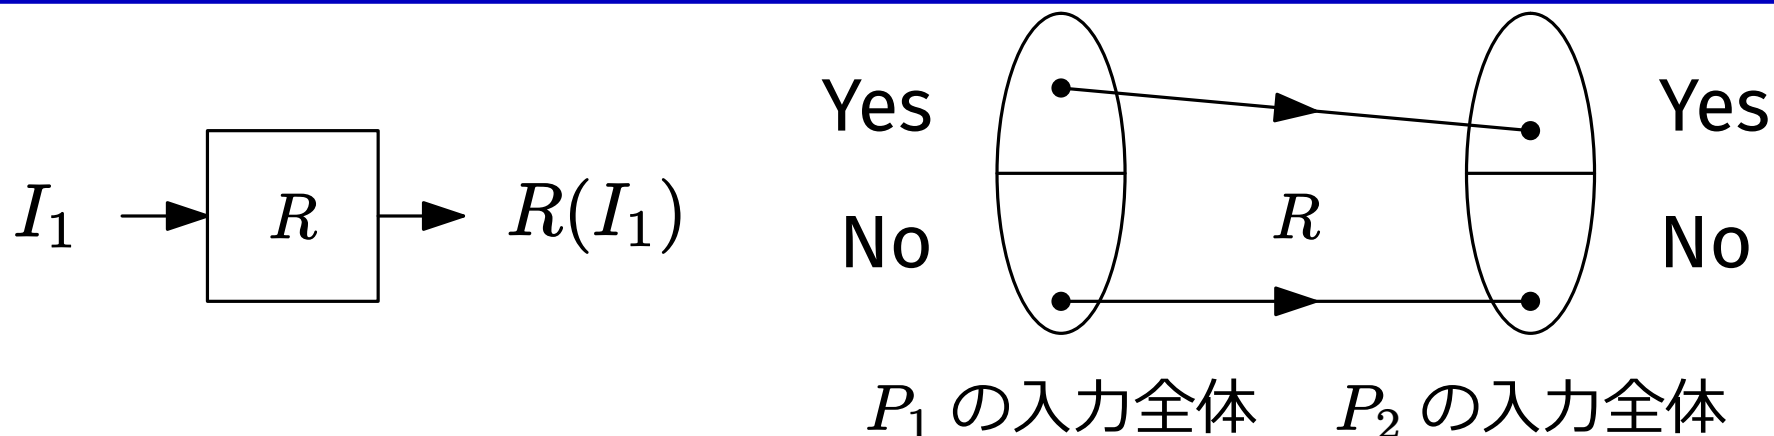 Yes Yes
I₁ R R(I₁)
No R No
P₁ の入力全体 P₂ の入力全体